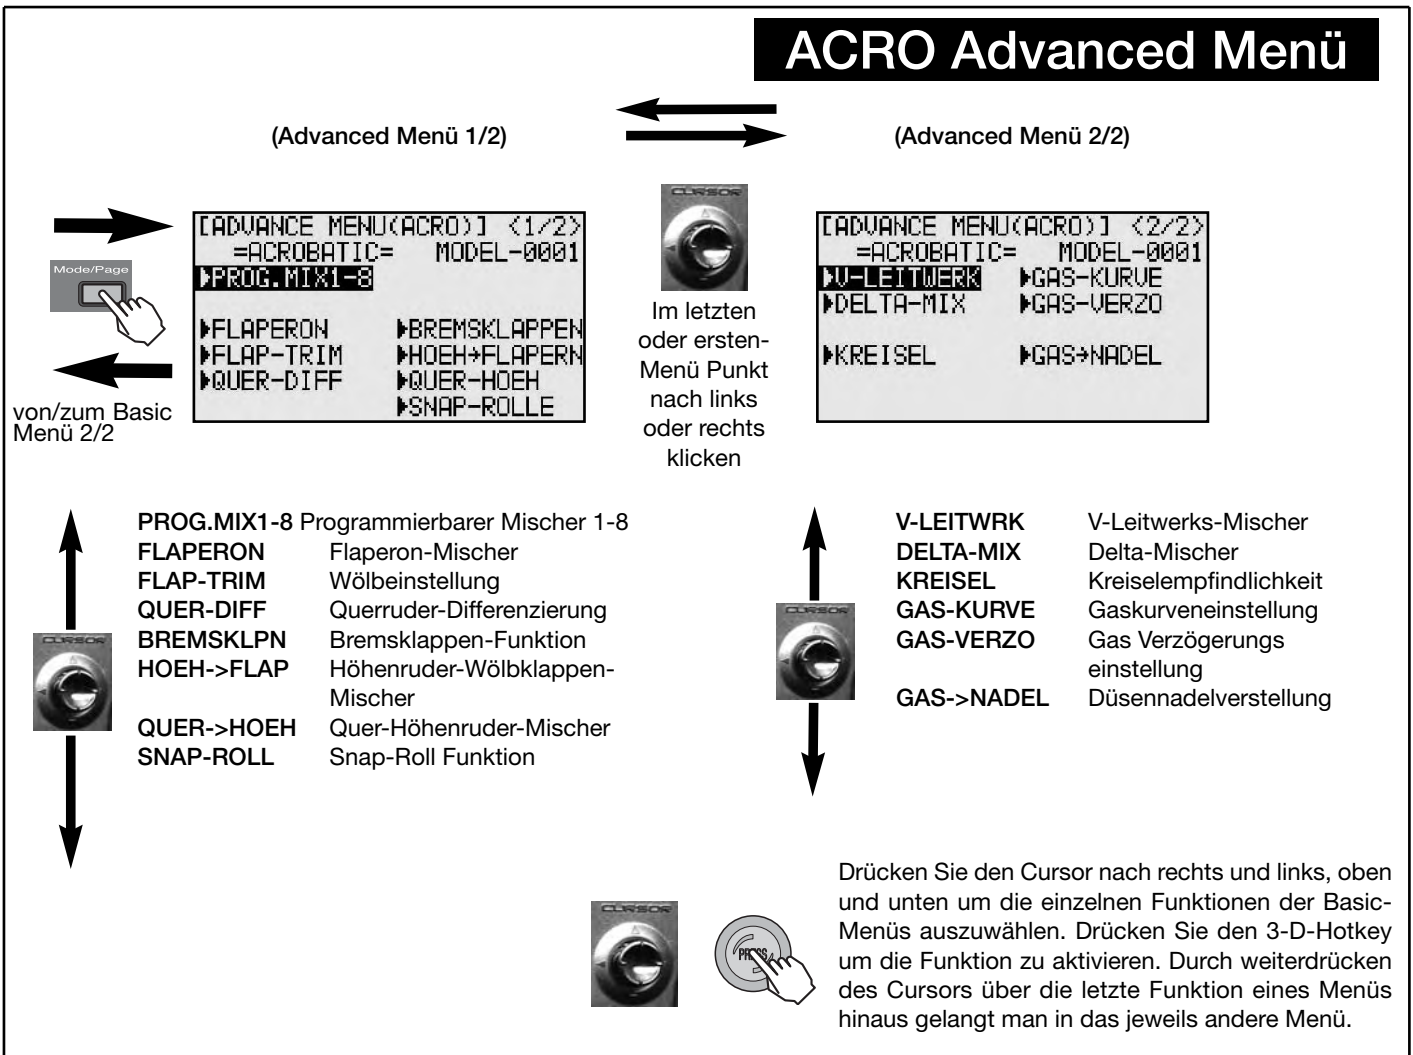 ACRO Advanced Menü
(Advanced Menü 1/2)
(Advanced Menü 2/2)
Mode/Page
von/zum Basic
Menü 2/2
[ADVANCE MENU(ACRO)] <1/2>
=ACROBATIC= MODEL-0001
PROG.MIX1-8
FLAPERON BREMSKLAPPEN
FLAP-TRIM HOEH→FLAPERN
QUER-DIFF QUER-HOEH
SNAP-ROLLE
CURSOR
Im letzten
oder ersten-
Menü Punkt
nach links
oder rechts
klicken
[ADVANCE MENU(ACRO)] <2/2>
=ACROBATIC= MODEL-0001
V-LEITWERK GAS-KURVE
DELTA-MIX GAS-VERZO
KREISEL GAS→NADEL
CURSOR
PROG.MIX1-8 Programmierbarer Mischer 1-8
FLAPERON Flaperon-Mischer
FLAP-TRIM Wölbeinstellung
QUER-DIFF Querruder-Differenzierung
BREMSKLPN Bremsklappen-Funktion
HOEH->FLAP Höhenruder-Wölbklappen-
Mischer
QUER->HOEH Quer-Höhenruder-Mischer
SNAP-ROLL Snap-Roll Funktion
CURSOR
V-LEITWRK V-Leitwerks-Mischer
DELTA-MIX Delta-Mischer
KREISEL Kreiselempfindlichkeit
GAS-KURVE Gaskurveneinstellung
GAS-VERZO Gas Verzögerungs
einstellung
GAS->NADEL Düsennadelverstellung
CURSOR
PRESS
Drücken Sie den Cursor nach rechts und links, oben
und unten um die einzelnen Funktionen der Basic-
Menüs auszuwählen. Drücken Sie den 3-D-Hotkey
um die Funktion zu aktivieren. Durch weiterdrücken
des Cursors über die letzte Funktion eines Menüs
hinaus gelangt man in das jeweils andere Menü.